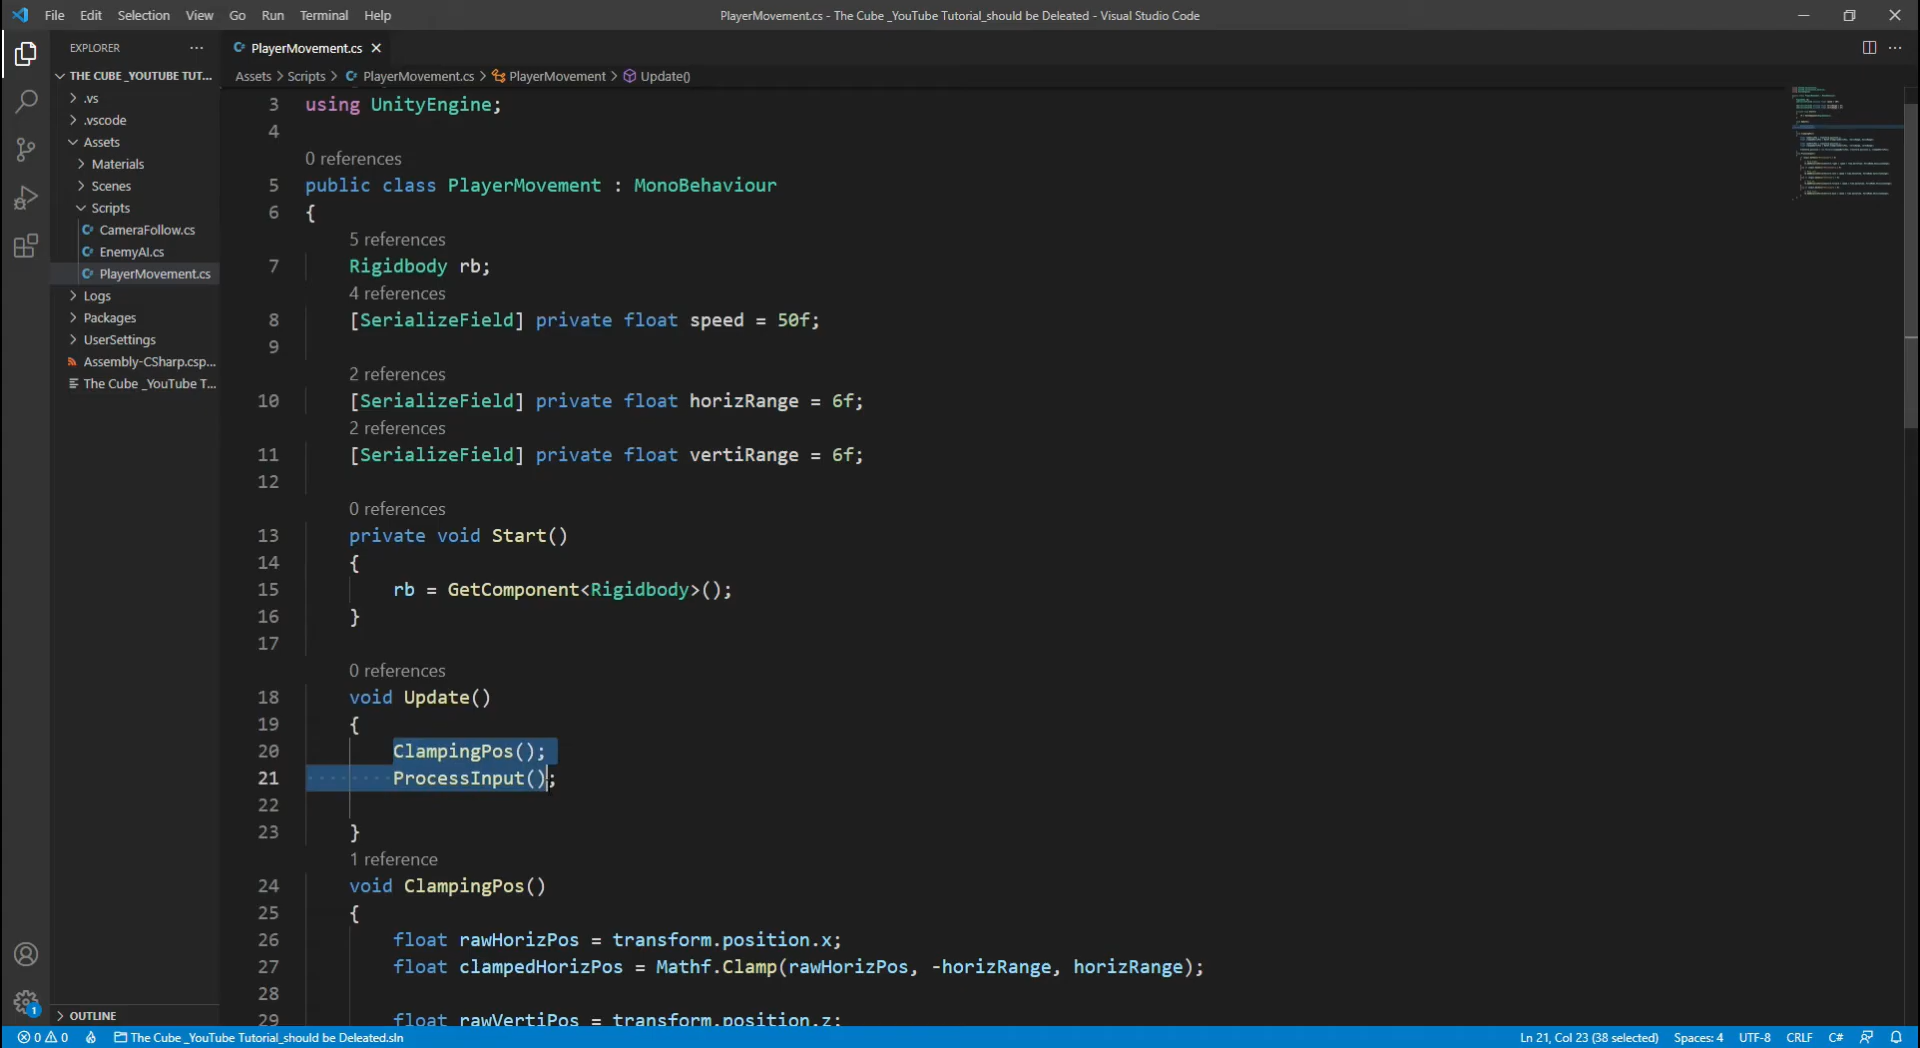 File Edit Selection View Go Run Terminal Help
PlayerMovement.cs - The Cube _YouTube Tutorial_should be Deleated - Visual Studio Code
EXPLORER
THE CUBE _YOUTUBE TUT...
.vs
.vscode
Assets
Materials
Scenes
Scripts
CameraFollow.cs
EnemyAI.cs
PlayerMovement.cs
Logs
Packages
UserSettings
Assembly-CSharp.csp...
The Cube _YouTube T...
OUTLINE
PlayerMovement.cs
Assets > Scripts > PlayerMovement.cs > PlayerMovement > Update()
3 using UnityEngine;
4
0 references
5 public class PlayerMovement : MonoBehaviour
6 {
5 references
7 Rigidbody rb;
4 references
8 [SerializeField] private float speed = 50f;
9
2 references
10 [SerializeField] private float horizRange = 6f;
2 references
11 [SerializeField] private float vertiRange = 6f;
12
0 references
13 private void Start()
14 {
15 rb = GetComponent<Rigidbody>();
16 }
17
0 references
18 void Update()
19 {
20 ClampingPos();
21 ProcessInput();
22
23 }
1 reference
24 void ClampingPos()
25 {
26 float rawHorizPos = transform.position.x;
27 float clampedHorizPos = Mathf.Clamp(rawHorizPos, -horizRange, horizRange);
28
29 float rawVertiPos = transform.position.z;
1
0 0 The Cube _YouTube Tutorial_should be Deleated.sln
Ln 21, Col 23 (38 selected) Spaces: 4 UTF-8 CRLF C#